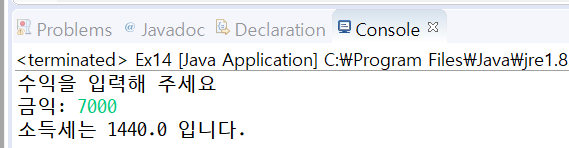 Problems @ Javadoc Declaration Console
<terminated> Ex14 [Java Application] C:₩Program Files₩Java₩jre1.8
수익을 입력해 주세요
금익: 7000
소득세는 1440.0 입니다.